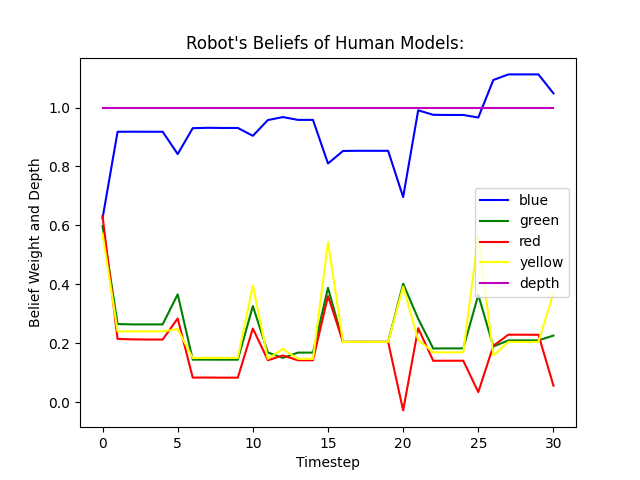 Robot's Beliefs of Human Models:
Belief Weight and Depth
1.0
0.8
0.6
0.4
0.2
0.0
blue
green
red
yellow
depth
0 5 10 15 20 25 30
Timestep